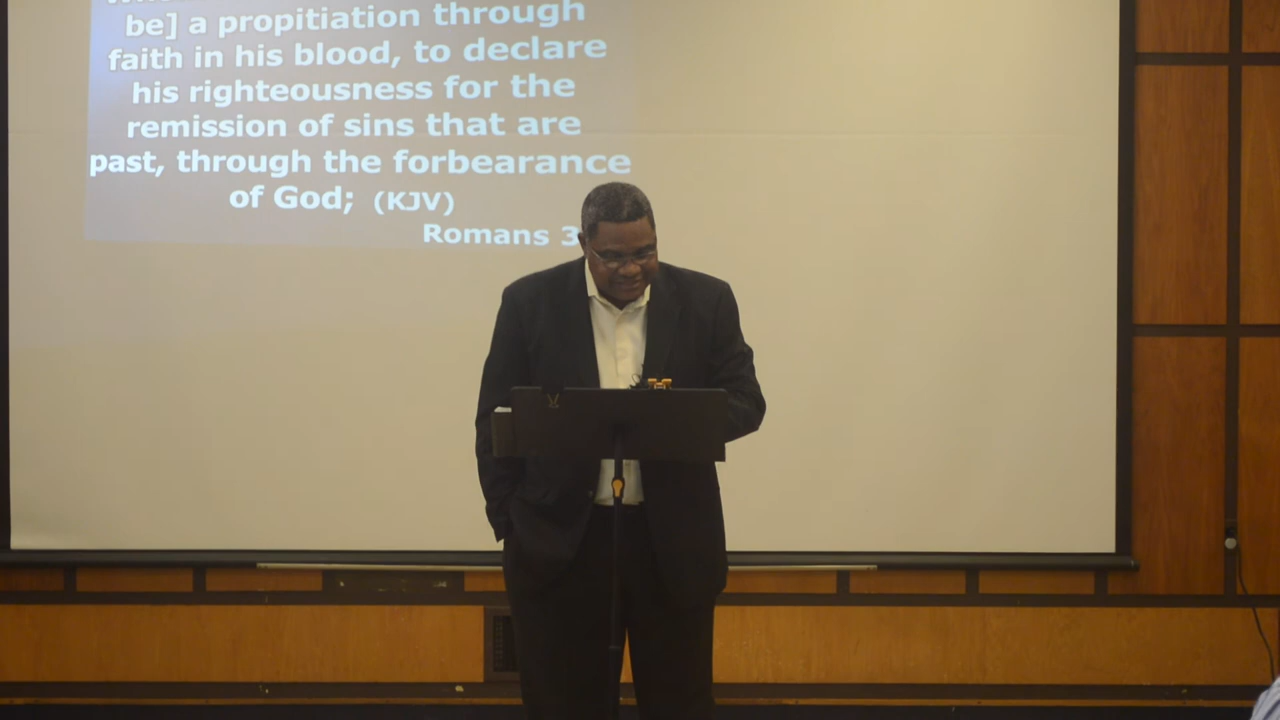 be] a propitiation through
faith in his blood, to declare
his righteousness for the
remission of sins that are
past, through the forbearance
of God; (KJV)
Romans 3